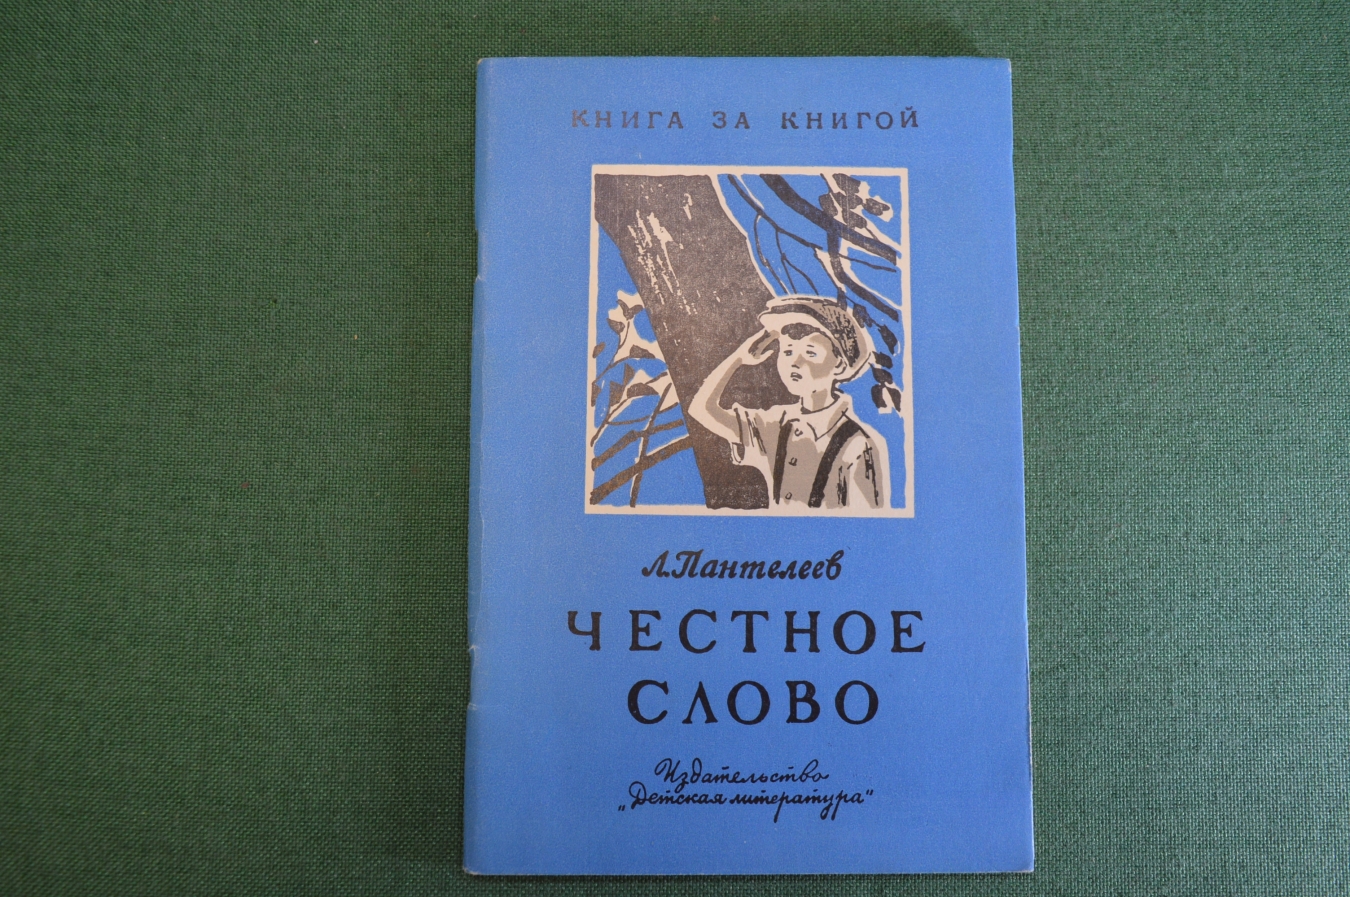 КНИГА ЗА КНИГОЙ
Л. Пантелеев
ЧЕСТНОЕ
СЛОВО
Издательство
„Детская литература"